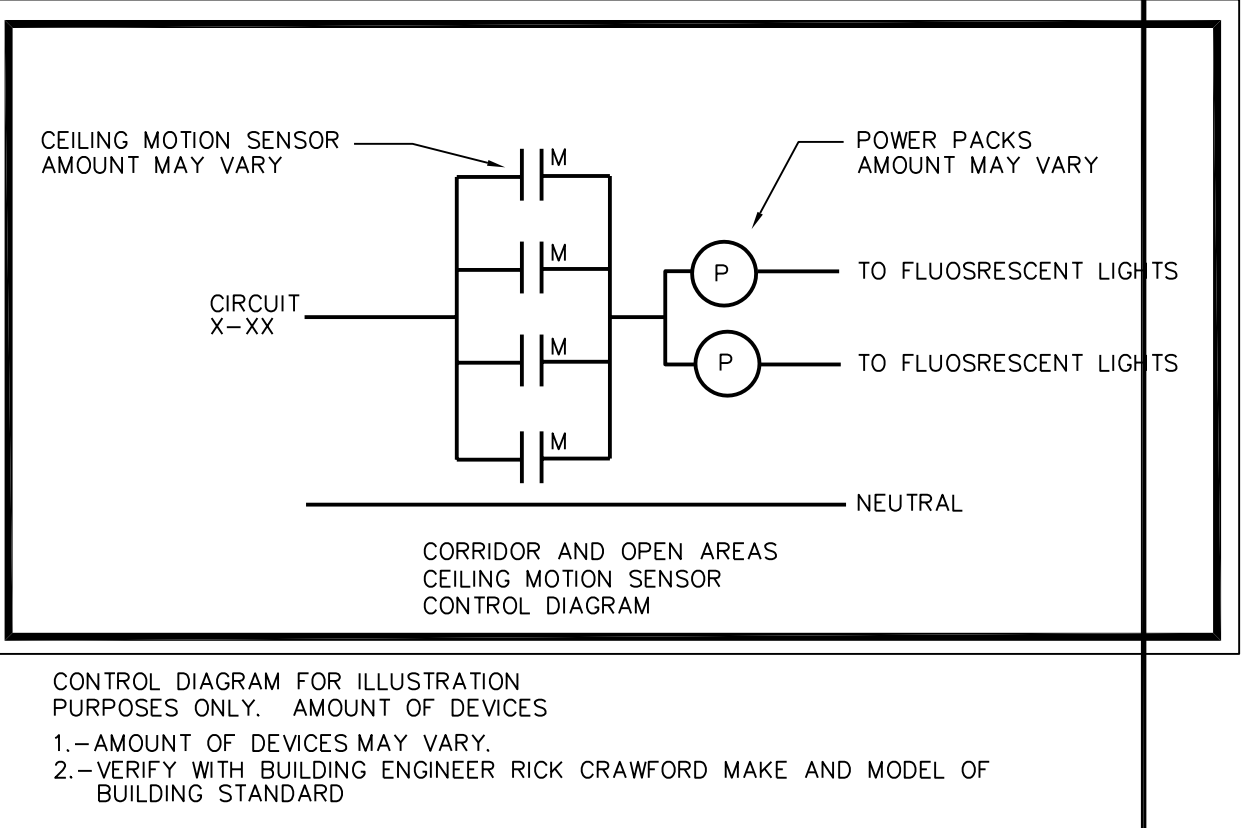 CEILING MOTION SENSOR
AMOUNT MAY VARY
POWER PACKS
AMOUNT MAY VARY
M
M
M
M
CIRCUIT
X-XX
P
TO FLUOSRESCENT LIGHTS
P
TO FLUOSRESCENT LIGHTS
NEUTRAL
CORRIDOR AND OPEN AREAS
CEILING MOTION SENSOR
CONTROL DIAGRAM
CONTROL DIAGRAM FOR ILLUSTRATION
PURPOSES ONLY. AMOUNT OF DEVICES
1.-AMOUNT OF DEVICES MAY VARY.
2.-VERIFY WITH BUILDING ENGINEER RICK CRAWFORD MAKE AND MODEL OF
BUILDING STANDARD